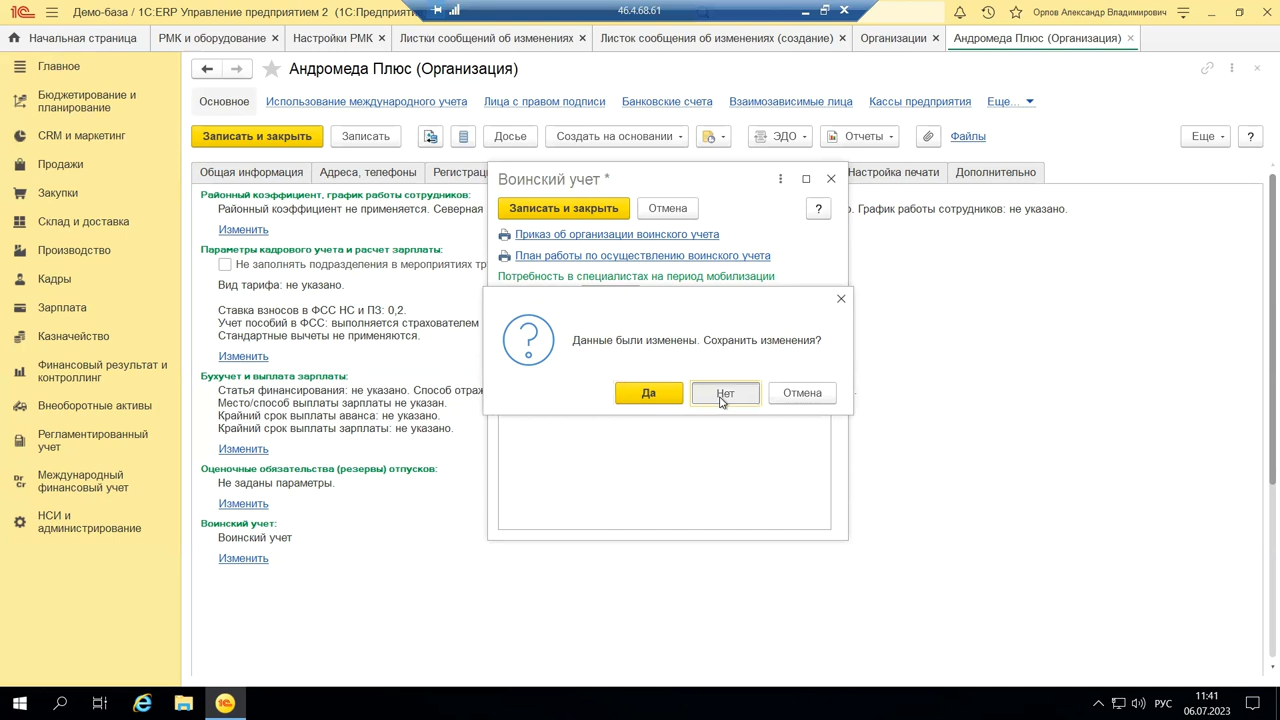 Демо-база / 1С:ERP Управление предприятием 2 (1С:Предприятие
46.4.68.61
Орлов Александр Владимирович
Начальная страница
РМК и оборудование
Настройки РМК
Листки сообщений об изменениях
Листок сообщения об изменениях (создание)
Организации
Андромеда Плюс (Организация)
Главное
Бюджетирование и
планирование
CRM и маркетинг
Продажи
Закупки
Склад и доставка
Производство
Кадры
Зарплата
Казначейство
Финансовый результат и
контроллинг
Внеоборотные активы
Регламентированный
учет
Международный
финансовый учет
НСИ и
администрирование
Андромеда Плюс (Организация)
Основное
Использование международного учета
Лица с правом подписи
Банковские счета
Взаимозависимые лица
Кассы предприятия
Еще...
Записать и закрыть
Записать
Досье
Создать на основании
ЭДО
Отчеты
Файлы
Еще
?
Общая информация
Адреса, телефоны
Регистрац
Настройка печати
Дополнительно
Районный коэффициент, график работы сотрудников:
Районный коэффициент не применяется. Северная
График работы сотрудников: не указано.
Изменить
Параметры кадрового учета и расчет зарплаты:
Не заполнять подразделения в мероприятиях тр
Вид тарифа: не указано.
Ставка взносов в ФСС НС и ПЗ: 0,2.
Учет пособий в ФСС: выполняется страхователем
Стандартные вычеты не применяются.
Изменить
Бухучет и выплата зарплаты:
Статья финансирования: не указано. Способ отраж
Место/способ выплаты зарплаты не указан.
Крайний срок выплаты аванса: не указано.
Крайний срок выплаты зарплаты: не указано.
Изменить
Оценочные обязательства (резервы) отпусков:
Не заданы параметры.
Изменить
Воинский учет:
Воинский учет
Изменить
Воинский учет *
Записать и закрыть
Отмена
?
Приказ об организации воинского учета
План работы по осуществлению воинского учета
Потребность в специалистах на период мобилизации
Данные были изменены. Сохранить изменения?
Да
Нет
Отмена
РУС
11:41
06.07.2023